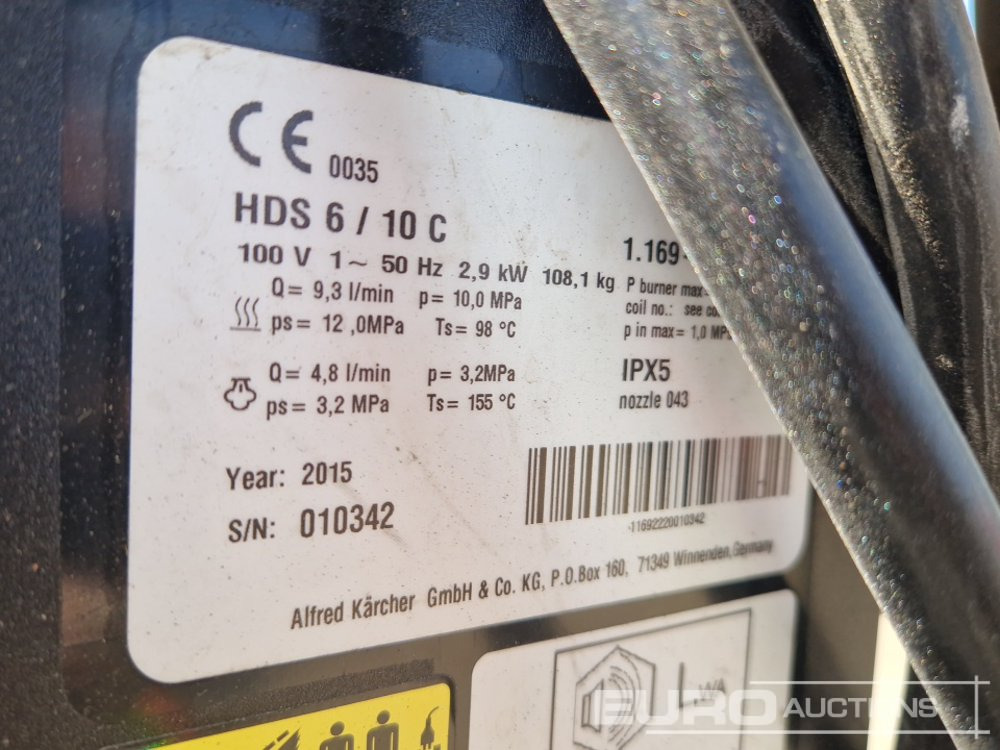 CE 0035
HDS 6 / 10 C
1.169-
100 V 1~ 50 Hz 2,9 kW 108,1 kg
P burner max=
Q= 9,3 l/min p= 10,0 MPa
coil no.: see
ps= 12 ,0MPa Ts= 98 °C
p in max= 1,0
Q= 4,8 l/min p= 3,2MPa
IPX5
ps= 3,2 MPa Ts= 155 °C
nozzle 043
Year: 2015
S/N: 010342
11692220010342
Alfred Kärcher GmbH & Co. KG, P.O.Box 160, 71349 Winnenden,Germany
LWA
EURO AUCTIONS